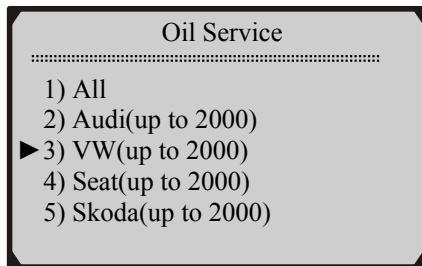 Oil Service
1) All
2) Audi(up to 2000)
3) VW(up to 2000)
4) Seat(up to 2000)
5) Skoda(up to 2000)